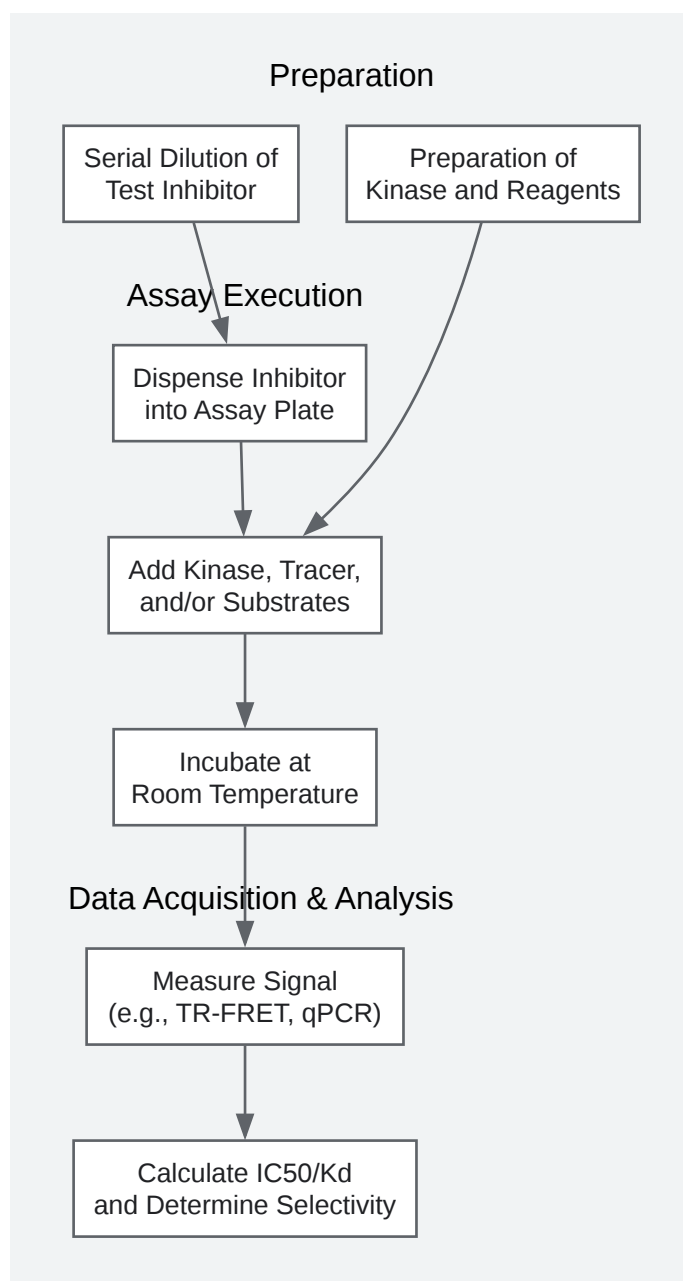 Preparation
Serial Dilution of
Test Inhibitor
Preparation of
Kinase and Reagents
Assay Execution
Dispense Inhibitor
into Assay Plate
Add Kinase, Tracer,
and/or Substrates
Incubate at
Room Temperature
Data Acquisition & Analysis
Measure Signal
(e.g., TR-FRET, qPCR)
Calculate IC50/Kd
and Determine Selectivity